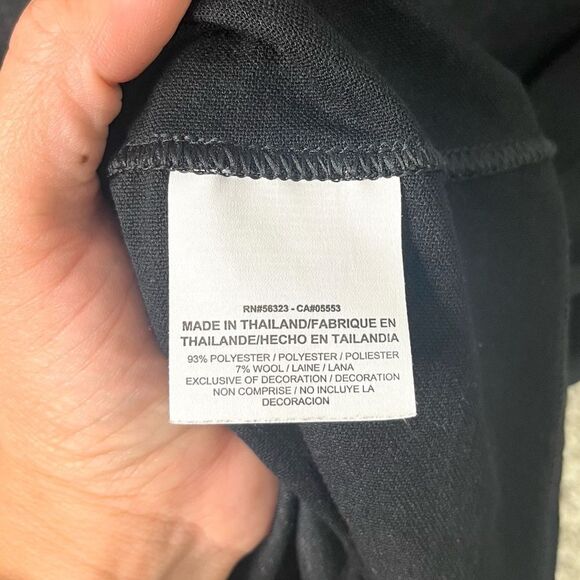 RN#56323 - CA#05553
MADE IN THAILAND/FABRIQUE EN
THAILANDE/HECHO EN TAILANDIA
93% POLYESTER / POLYESTER / POLIESTER
7% WOOL / LAINE / LANA
EXCLUSIVE OF DECORATION / DECORATION
NON COMPRISE / NO INCLUYE LA
DECORACION